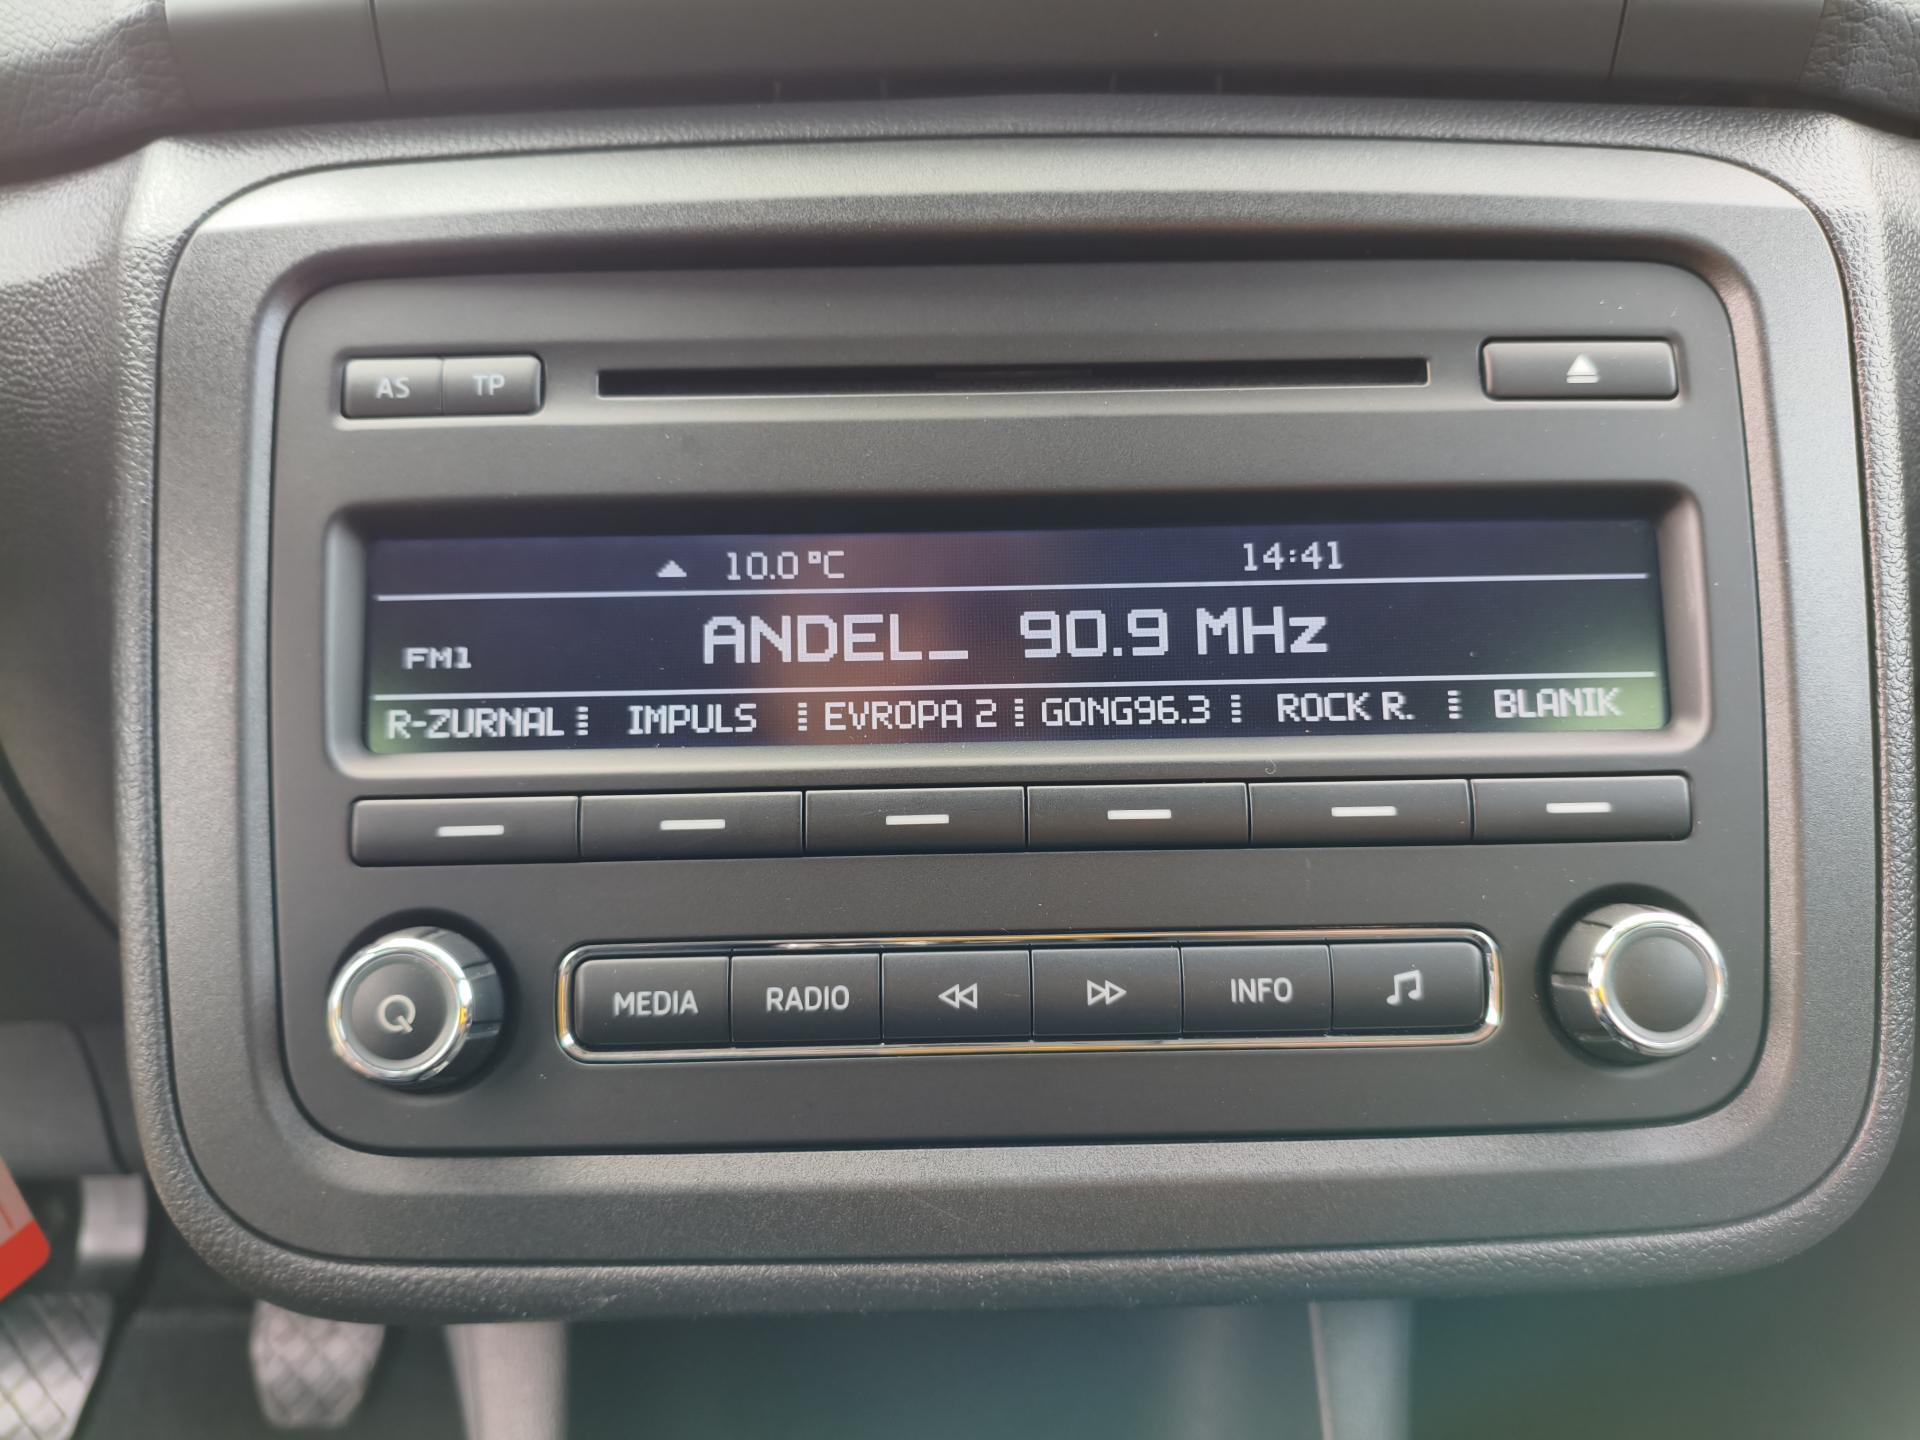 AS TP
10.0 °C 14:41
FM1 ANDEL_ 90.9 MHz
R-ZURNAL IMPULS EVROPA 2 GONG96.3 ROCK R. BLANIK
MEDIA RADIO INFO